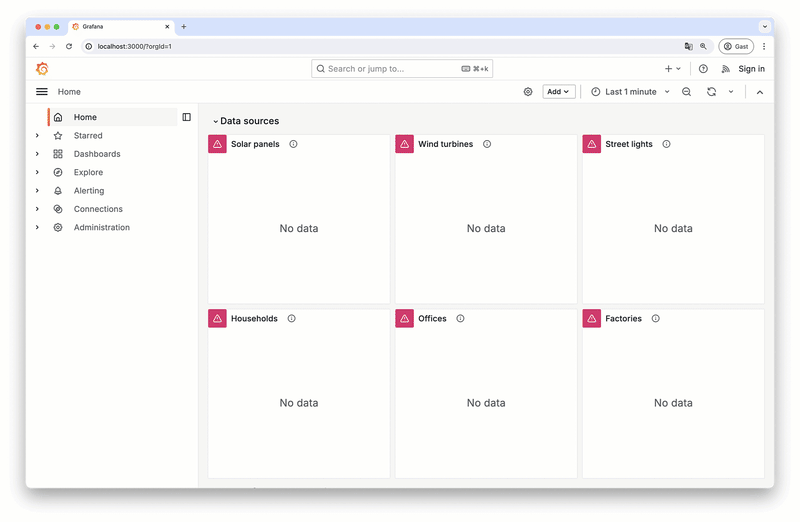 Grafana
localhost:3000/?orgId=1
Gast
Search or jump to...
⌘+k
Sign in
Home
Add
Last 1 minute
Home
Starred
Dashboards
Explore
Alerting
Connections
Administration
Data sources
Solar panels
Wind turbines
Street lights
No data
No data
No data
Households
Offices
Factories
No data
No data
No data